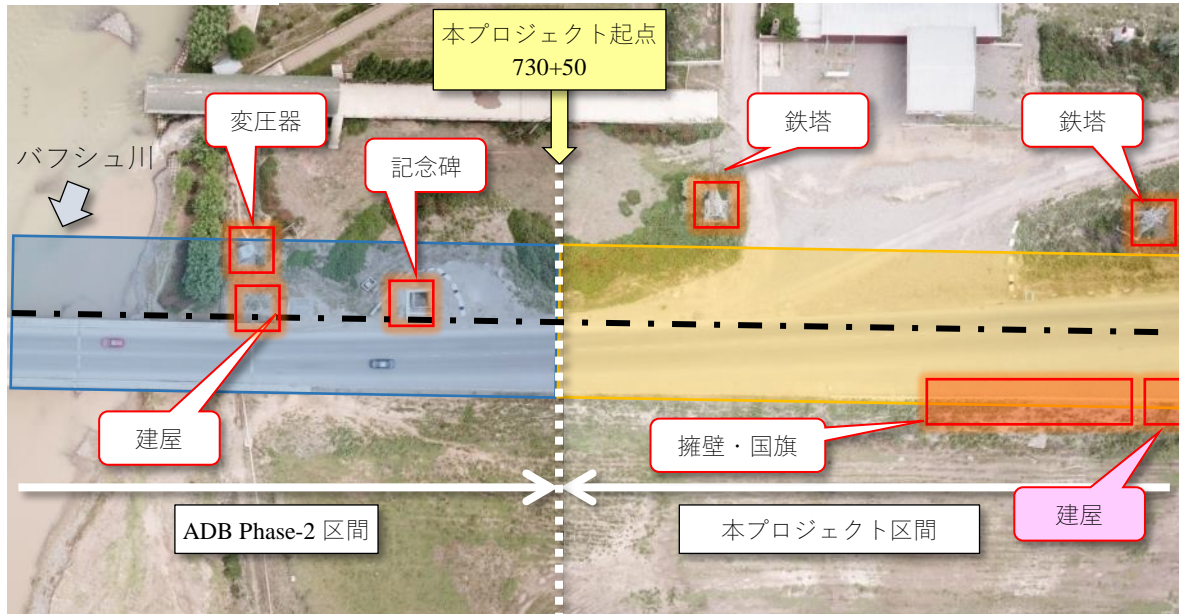 本プロジェクト起点
730+50
変圧器
鉄塔
鉄塔
バフシュ川
記念碑
建屋
擁壁・国旗
建屋
ADB Phase-2 区間
本プロジェクト区間